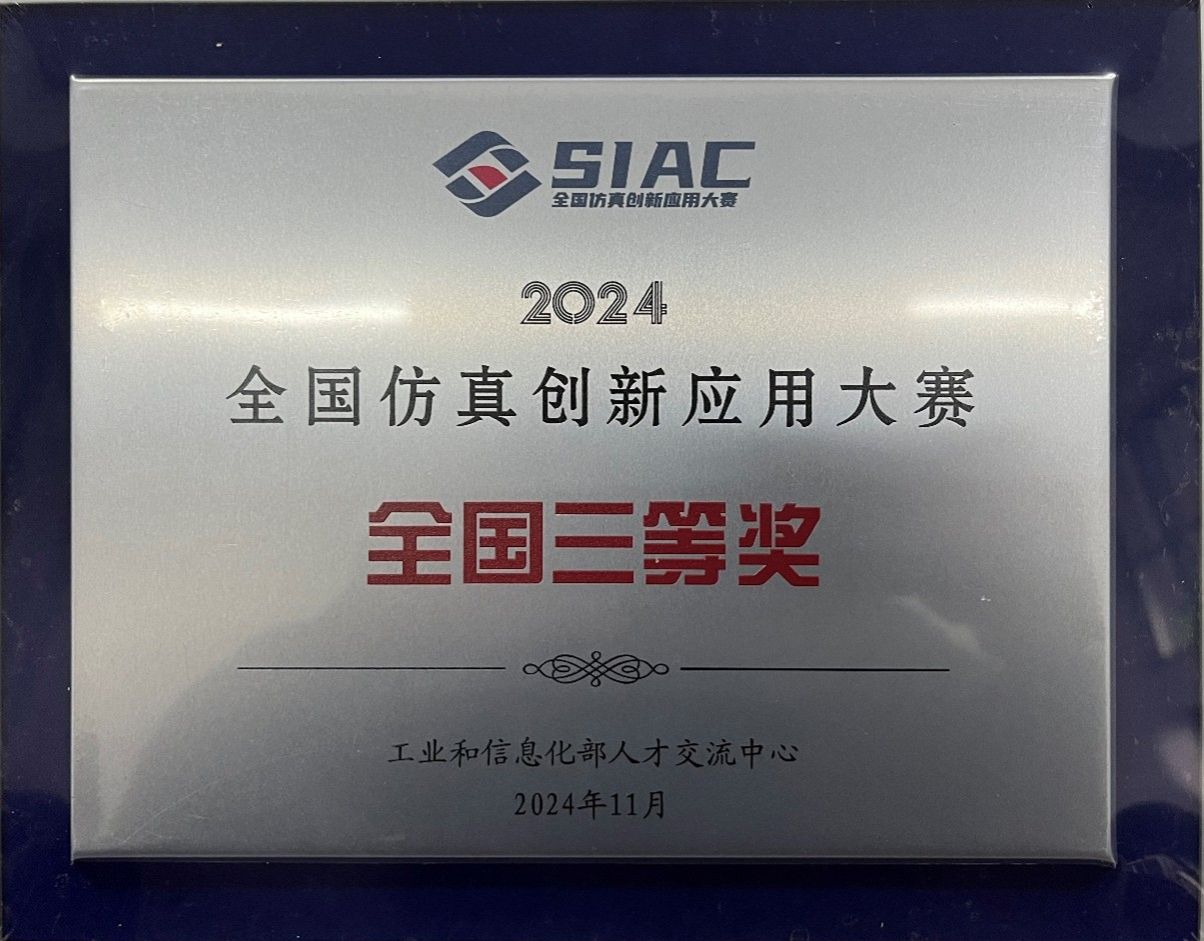 SIAC
全国仿真创新应用大赛
2024
全国仿真创新应用大赛
全国三等奖
工业和信息化部人才交流中心
2024年11月